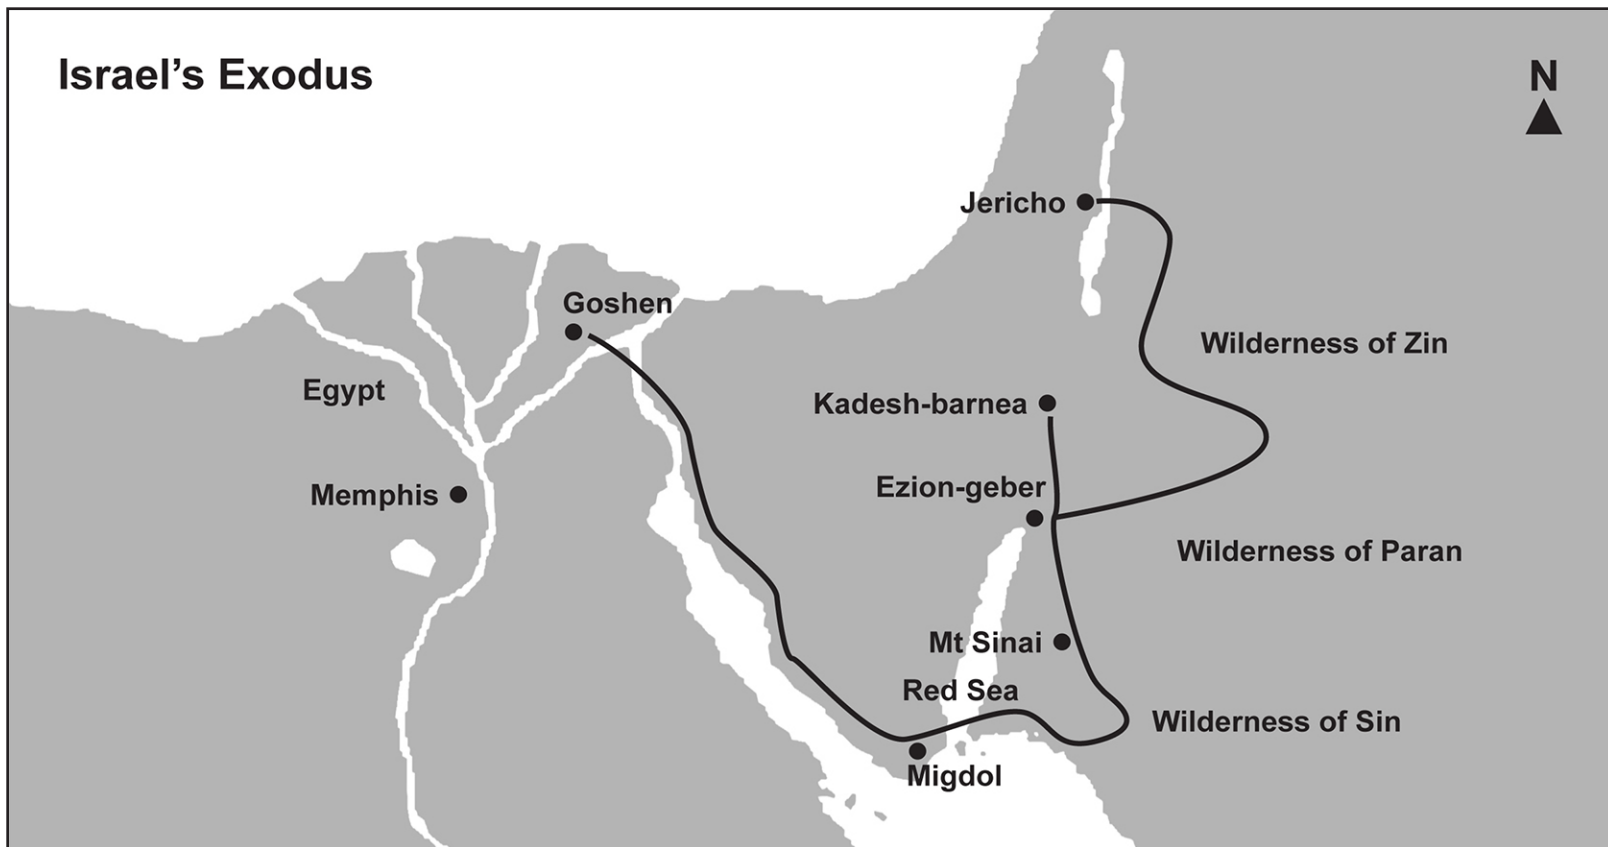 Israel’s Exodus
N
Jericho
Goshen
Wilderness of Zin
Egypt
Kadesh-barnea
Ezion-geber
Memphis
Wilderness of Paran
Mt Sinai
Red Sea
Wilderness of Sin
Migdol